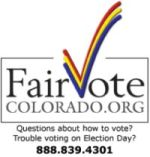 FairVote
COLORADO.ORG
Questions about how to vote?
Trouble voting on Election Day?
888.839.4301